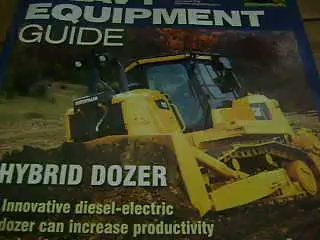 EQUIPMENT
GUIDE
CATERPILLAR
HYBRID DOZER
Innovative diesel-electric
dozer can increase productivity